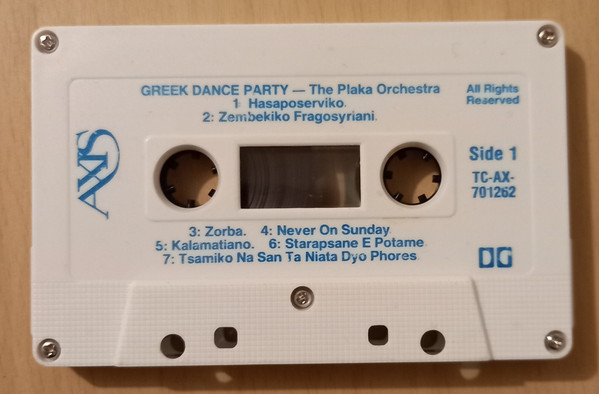 GREEK DANCE PARTY — The Plaka Orchestra
1: Hasaposerviko.
2: Zembekiko Fragosyriani.
All Rights
Reserved
AXIS
Side 1
TC-AX-
701262
3: Zorba. 4: Never On Sunday.
5: Kalamatiano. 6: Starapsane E Potame
7: Tsamiko Na San Ta Niata Dyo Phores.
DG